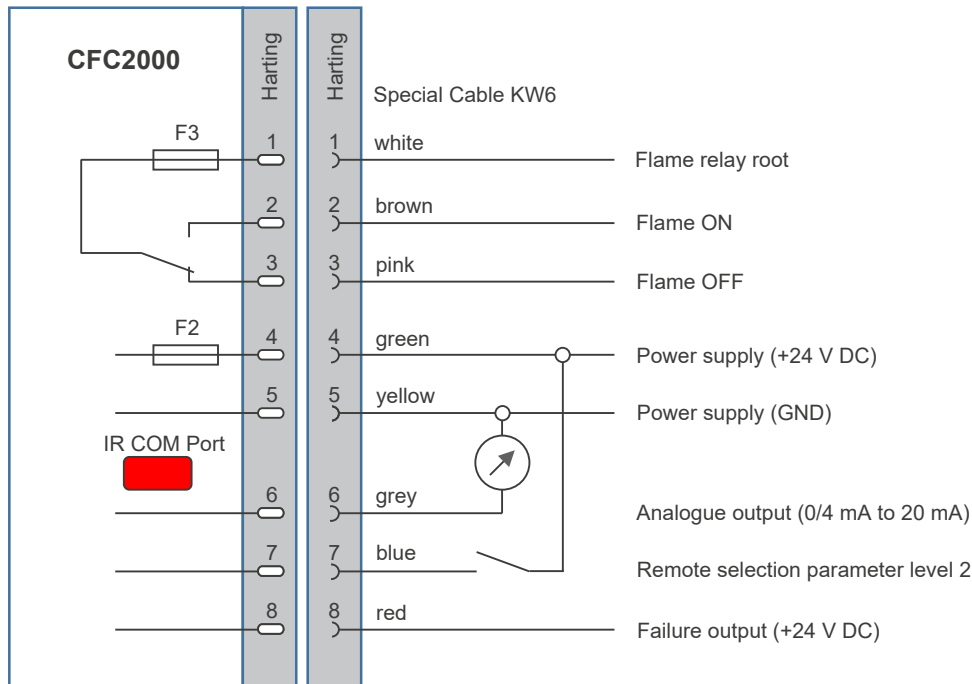 CFC2000
Harting
Harting
Special Cable KW6
F3
1
1
white
Flame relay root
2
2
brown
Flame ON
3
3
pink
Flame OFF
F2
4
4
green
Power supply (+24 V DC)
5
5
yellow
Power supply (GND)
IR COM Port
6
6
grey
Analogue output (0/4 mA to 20 mA)
7
7
blue
Remote selection parameter level 2
8
8
red
Failure output (+24 V DC)